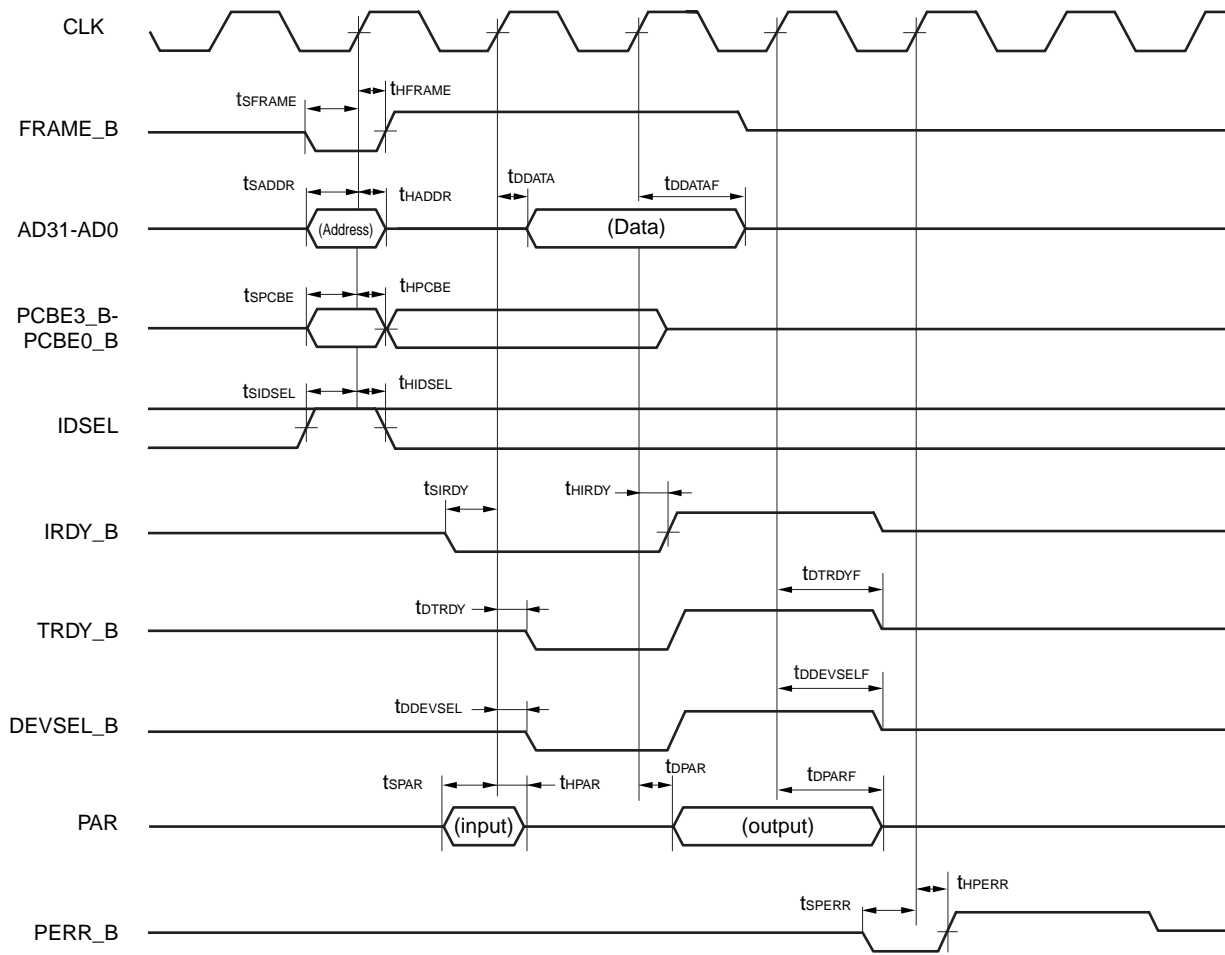 CLK
tSFRAME
tHFRAME
FRAME_B
tSADDR
tHADDR
tDDATA
tDDATAF
AD31-AD0
(Address)
(Data)
tSPCBE
tHPCBE
PCBE3_B-
PCBE0_B
tSIDSEL
tHIDSEL
IDSEL
tSIRDY
tHIRDY
IRDY_B
tDTRDYF
tDTRDY
TRDY_B
tDDEVSELF
tDDEVSEL
DEVSEL_B
tSPAR
tHPAR
tDPAR
tDPARF
PAR
(input)
(output)
tSPERR
tHPERR
PERR_B